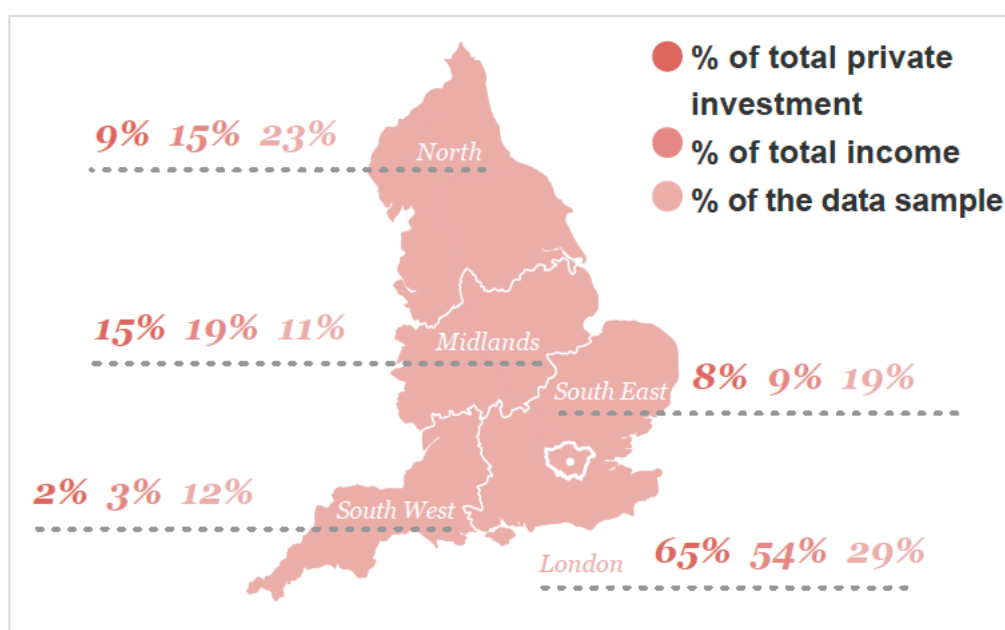 % of total private
investment
% of total income
% of the data sample
9% 15% 23%
North
15% 19% 11%
Midlands
South East
8% 9% 19%
2% 3% 12%
South West
London
65% 54% 29%